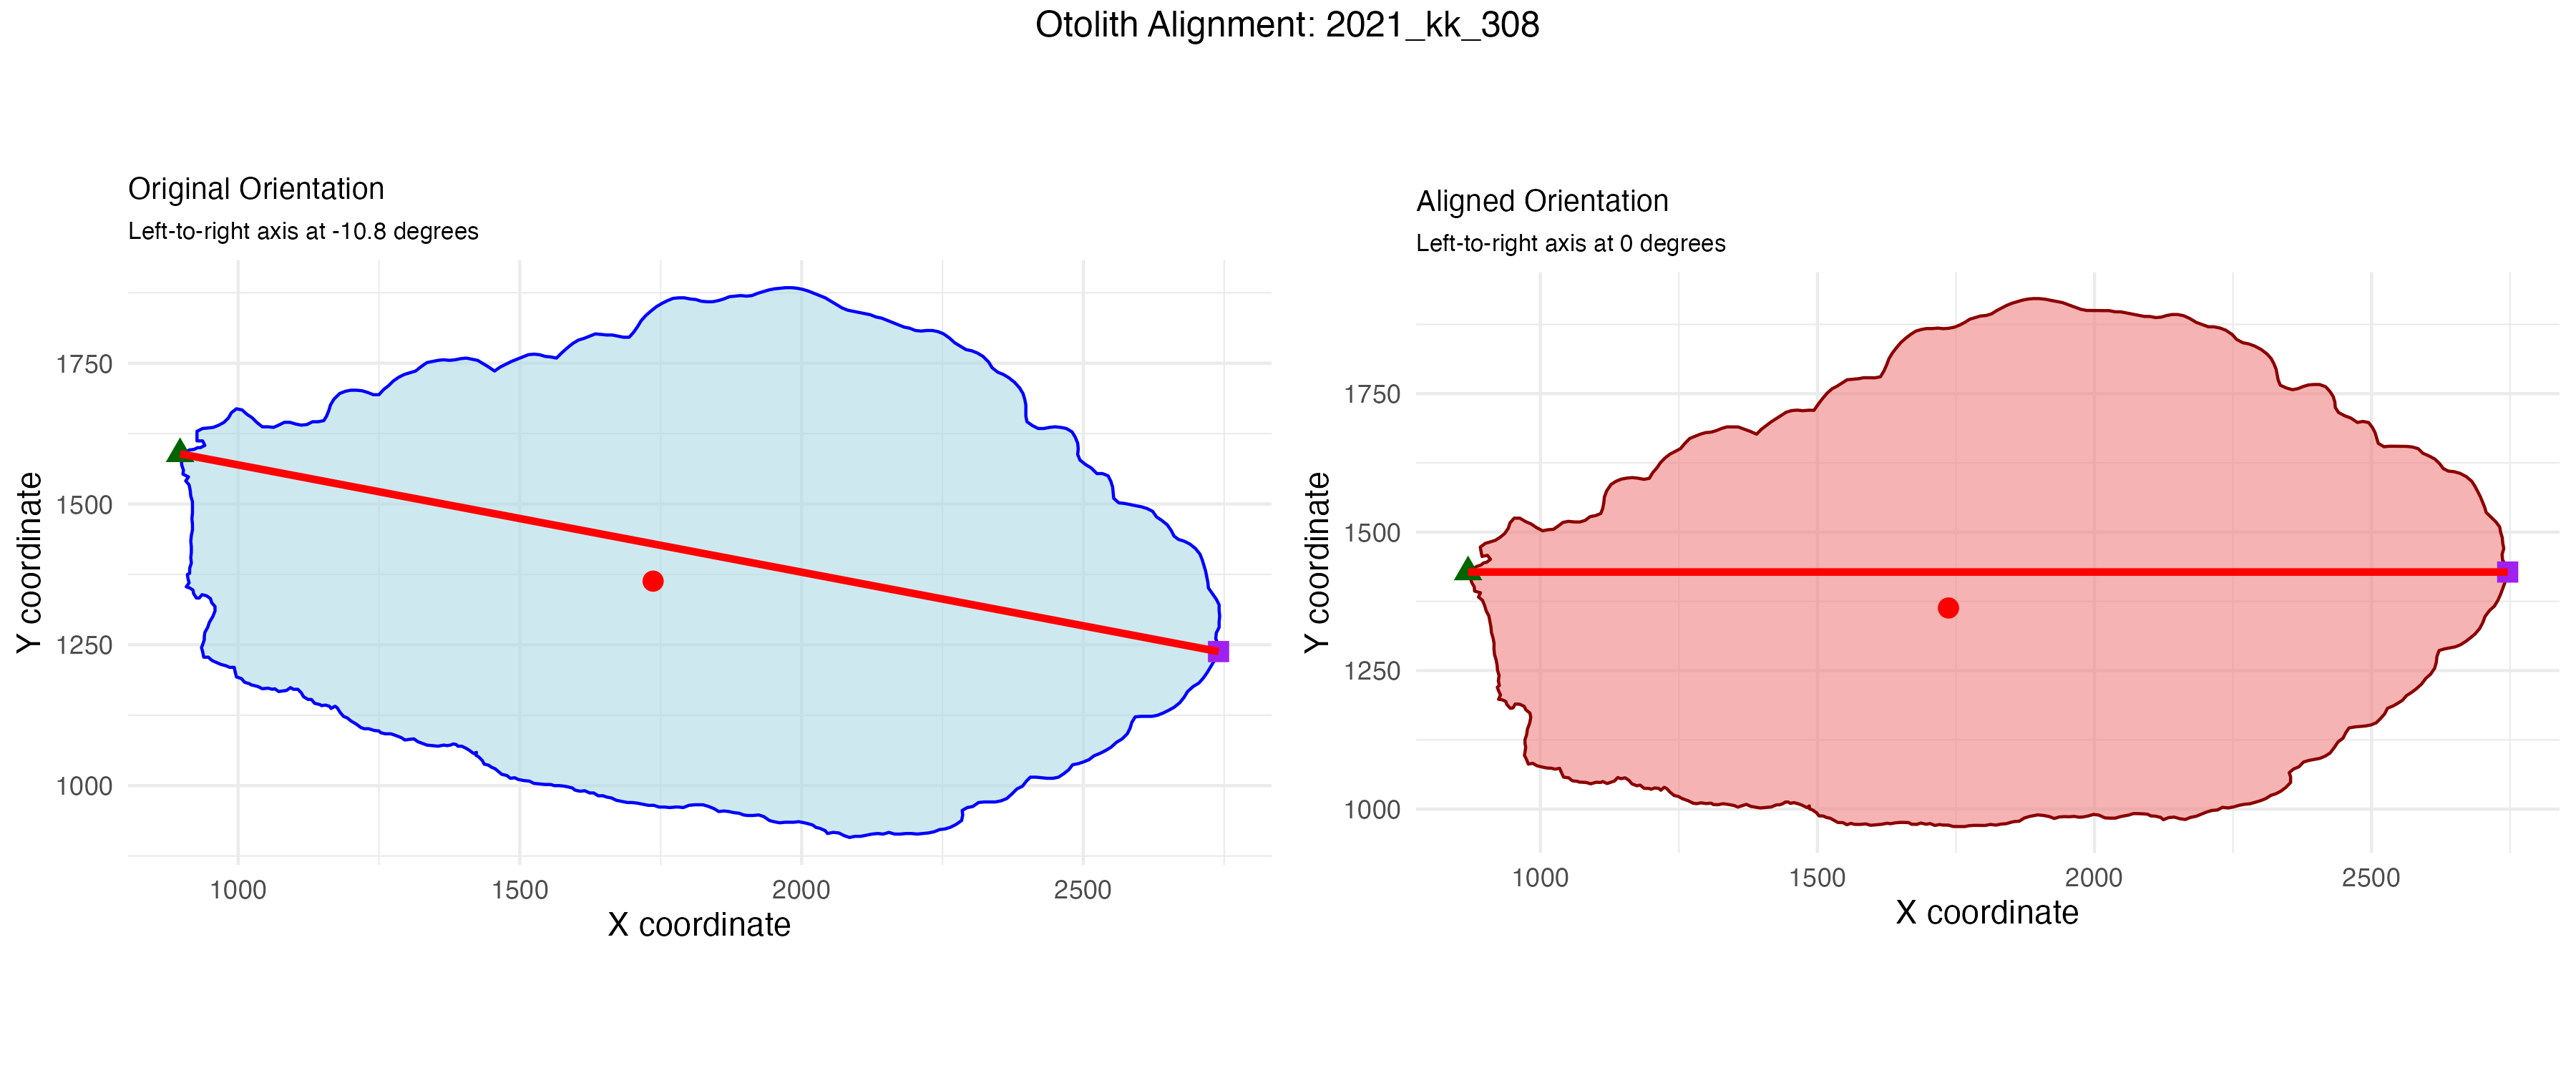 Otolith Alignment: 2021_kk_308
Original Orientation
Left-to-right axis at -10.8 degrees
Y coordinate
1750
1500
1250
1000
1000 1500 2000 2500
X coordinate
Aligned Orientation
Left-to-right axis at 0 degrees
Y coordinate
1750
1500
1250
1000
1000 1500 2000 2500
X coordinate